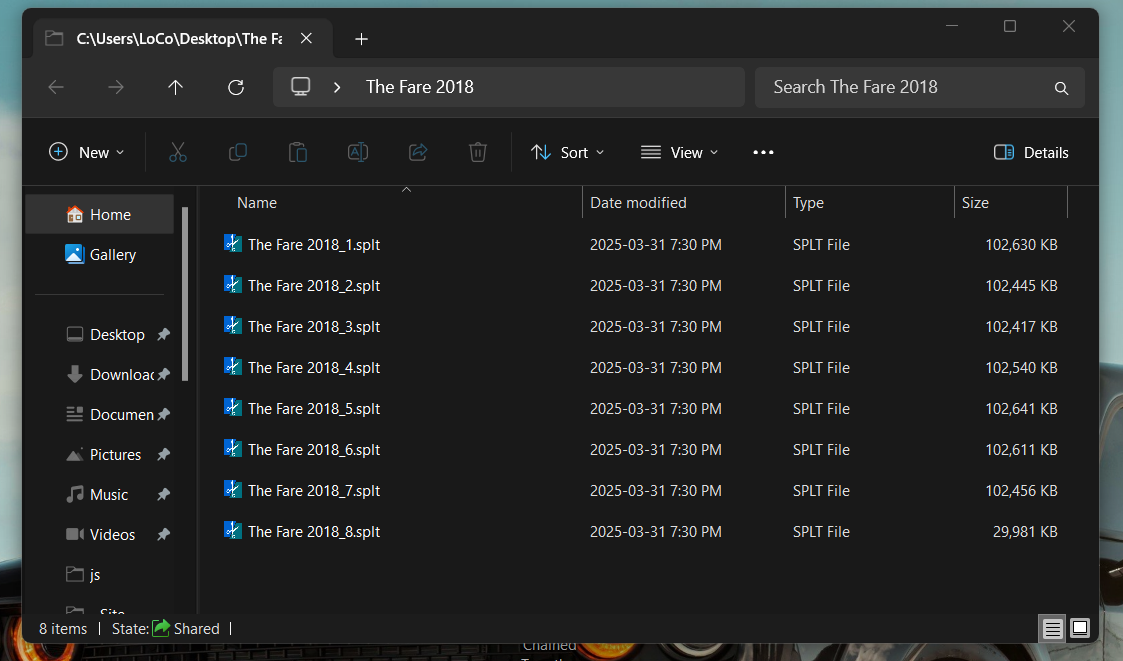 C:\Users\LoCo\Desktop\The Fa
The Fare 2018
Search The Fare 2018
New
Sort
View
Details
Home
Gallery
Desktop
Downloac
Documen
Pictures
Music
Videos
js
Site
Name Date modified Type Size
The Fare 2018_1.splt 2025-03-31 7:30 PM SPLT File 102,630 KB
The Fare 2018_2.splt 2025-03-31 7:30 PM SPLT File 102,445 KB
The Fare 2018_3.splt 2025-03-31 7:30 PM SPLT File 102,417 KB
The Fare 2018_4.splt 2025-03-31 7:30 PM SPLT File 102,540 KB
The Fare 2018_5.splt 2025-03-31 7:30 PM SPLT File 102,641 KB
The Fare 2018_6.splt 2025-03-31 7:30 PM SPLT File 102,611 KB
The Fare 2018_7.splt 2025-03-31 7:30 PM SPLT File 102,456 KB
The Fare 2018_8.splt 2025-03-31 7:30 PM SPLT File 29,981 KB
8 items | State: Shared |
Chained